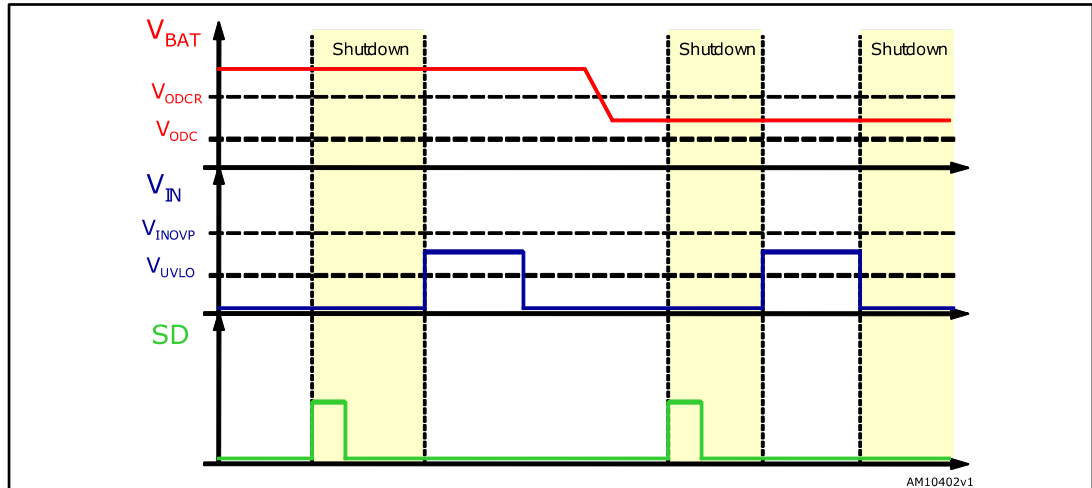 VBAT
Shutdown Shutdown Shutdown
VODCR
VODC
VIN
VINOVP
VUVLO
SD
AM10402v1